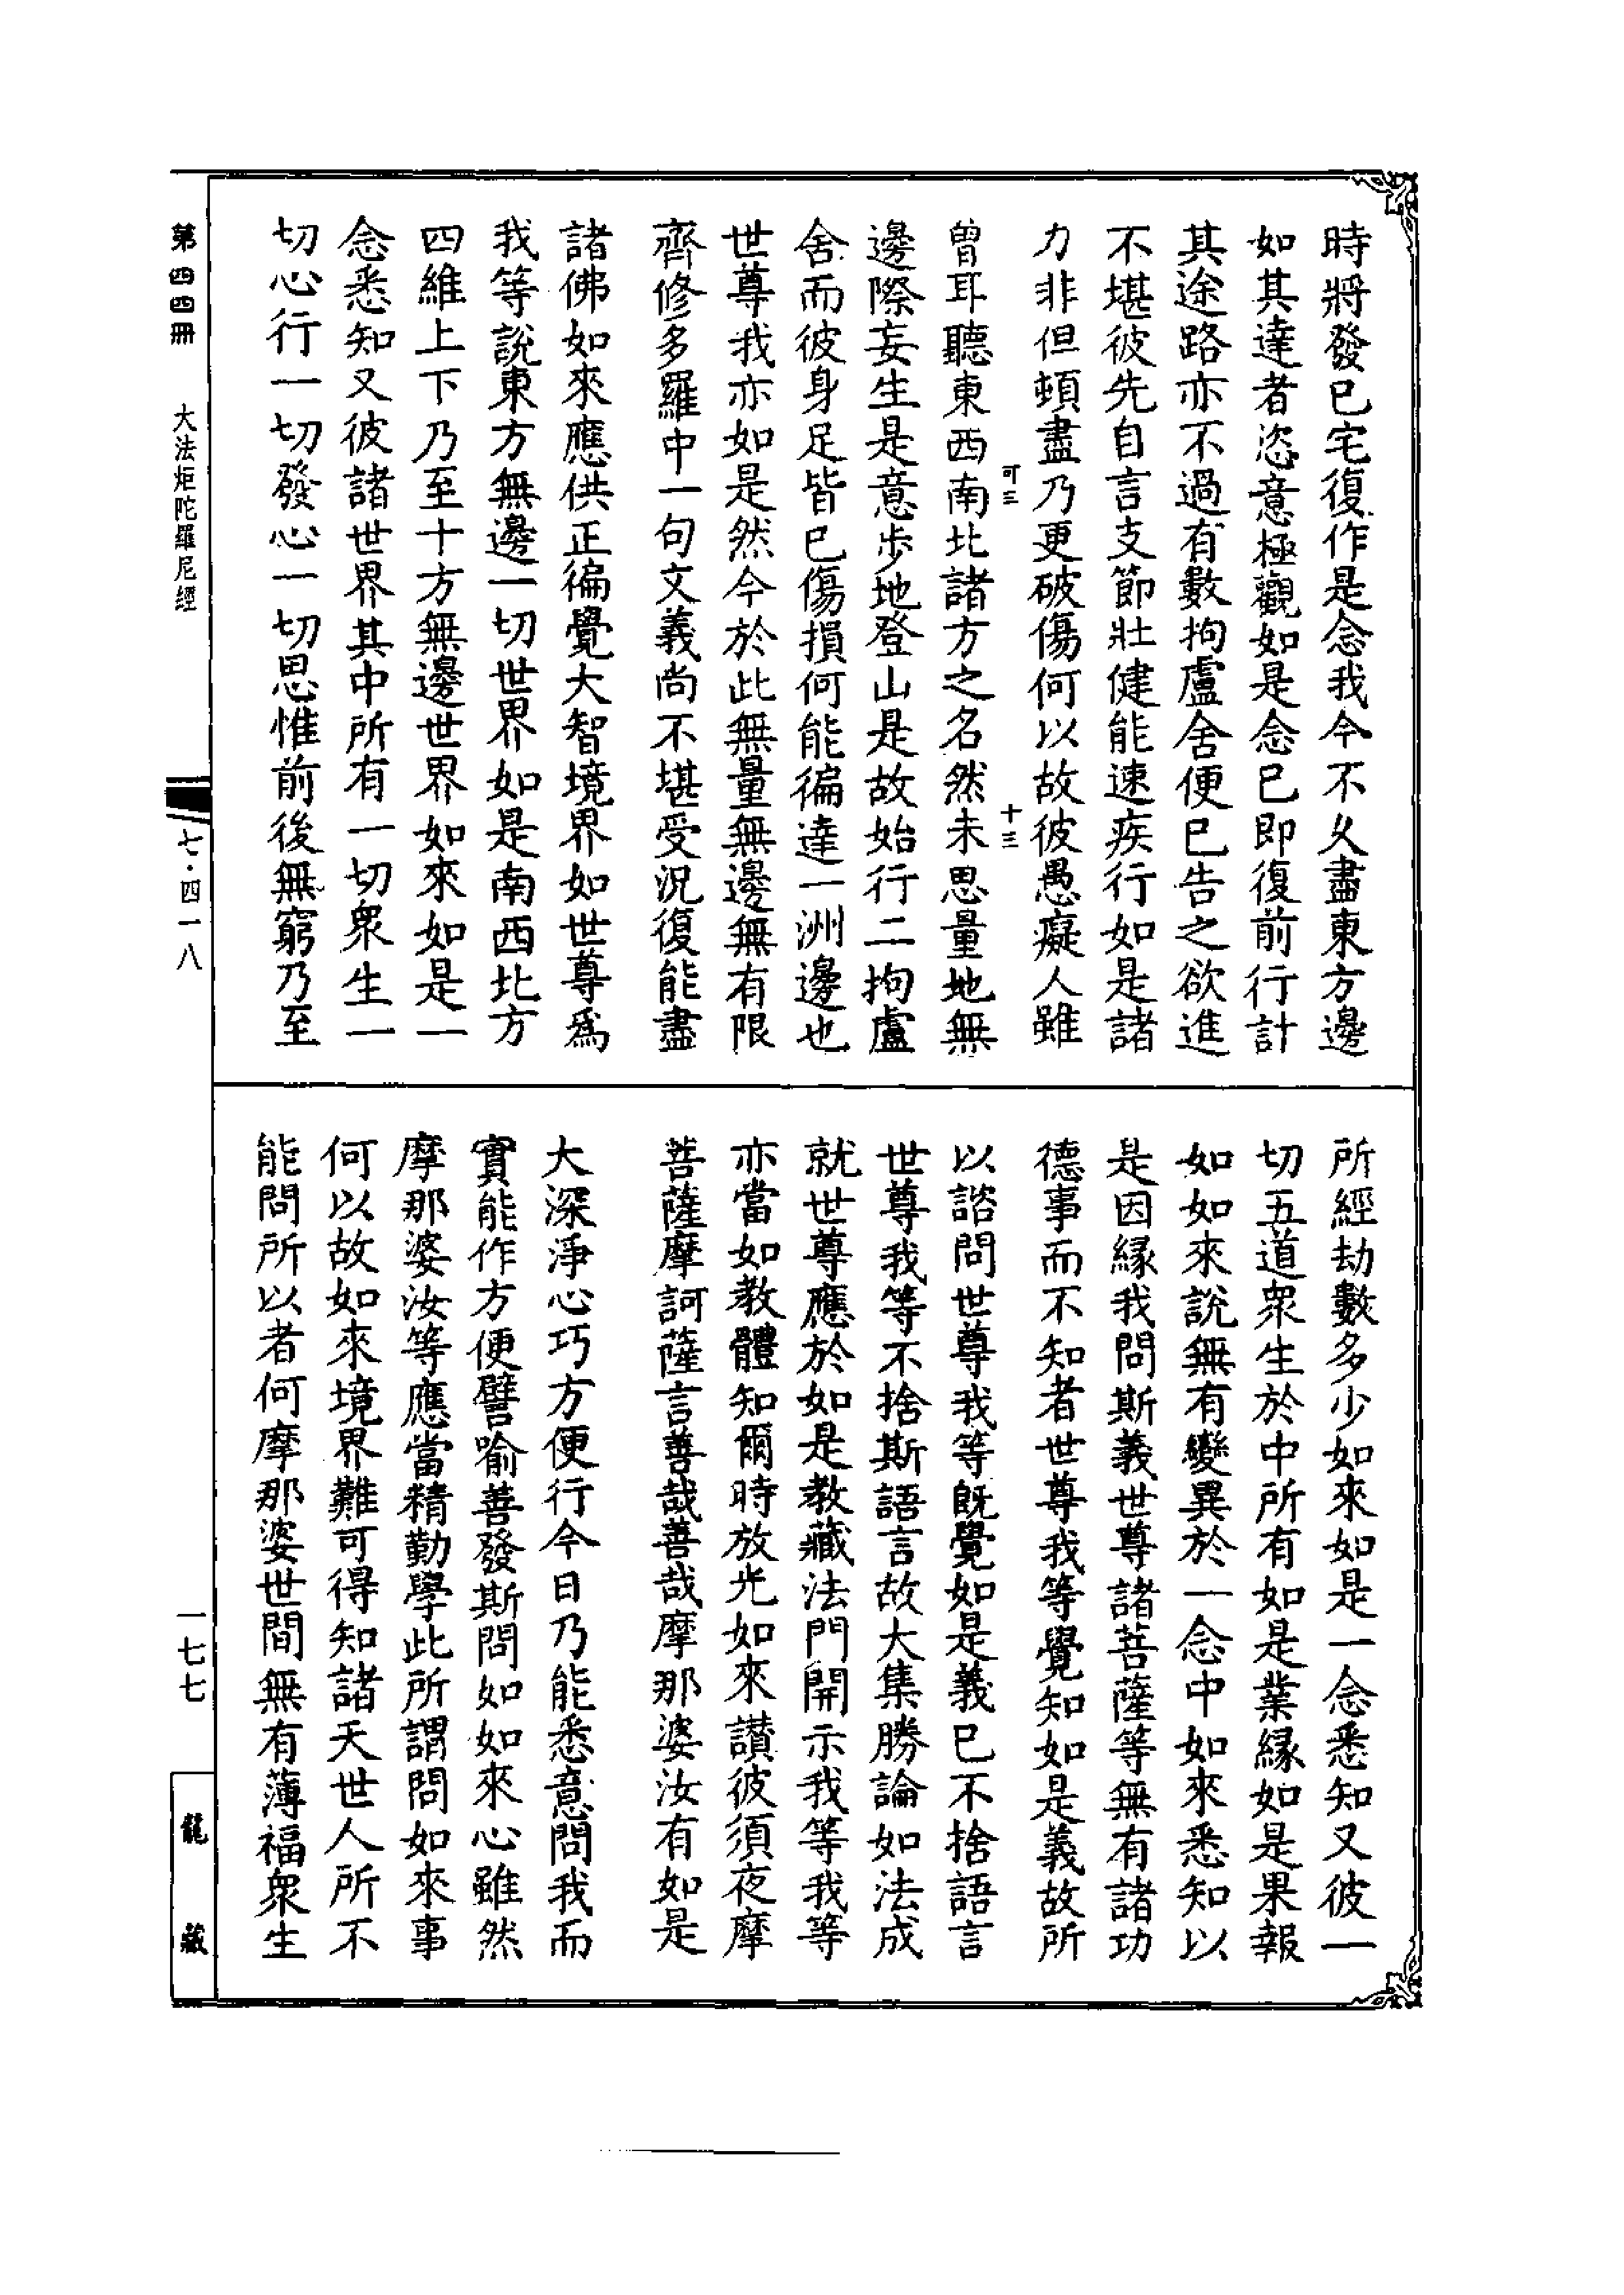 時將發已宅復作是念我今不久盡東方邊
如其達者恣意極觀如是念已即復前行計
其途路亦不過有數拘盧舍便已告之欲進
不堪彼先自言支節壯健能速疾行如是諸
力非但頓盡乃更破傷何以故彼愚癡人雖
可三
十三
曾耳聽東西南北諸方之名然未思量地無
邊際妄生是意步地登山是故始行二拘盧
舍而彼身足皆已傷損何能徧達一洲邊也
世尊我亦如是然今於此無量無邊無有限
齊修多羅中一句文義尚不堪受況復能盡
諸佛如來應供正徧覺大智境界如世尊爲
我等說東方無邊一切世界如是南西北方
四維上下乃至十方無邊世界如來如是一
念悉知又彼諸世界其中所有一切衆生一
切心行一切發心一切思惟前後無窮乃至
所經劫數多少如來如是一念悉知又彼一
切五道衆生於中所有如是業緣如是果報
如如來說無有變異於一念中如來悉知以
是因緣我問斯義世尊諸菩薩等無有諸功
德事而不知者世尊我等覺知如是義故所
以諮問世尊我等既覺如是義已不捨語言
世尊我等不捨斯語言故大集勝論如法成
就世尊應於如是教藏法門開示我等我等
亦當如教體知爾時放光如來讃彼須夜摩
菩薩摩訶薩言善哉善哉摩那婆汝有如是
大深淨心巧方便行今日乃能悉意問我而
實能作方便譬喻善發斯問如如來心雖然
摩那婆汝等應當精勤學此所謂問如來事
何以故如來境界難可得知諸天世人所不
能問所以者何摩那婆世間無有薄福衆生
第四四冊
大法炬陀羅尼經
七·四一八
一七七
龍藏